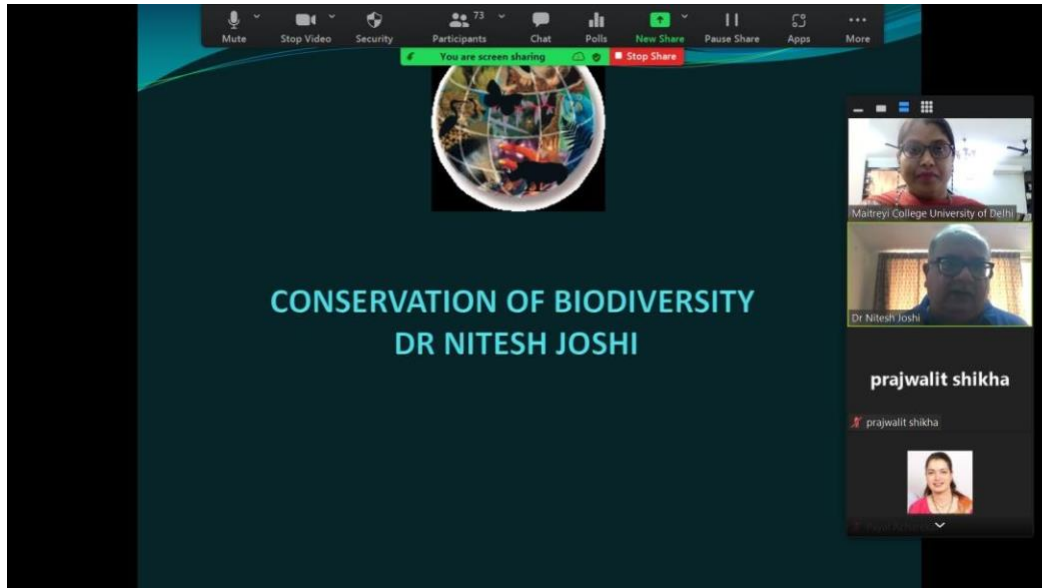 73
Mute
Stop Video
Security
Participants
Chat
Polls
New Share
Pause Share
Apps
More
You are screen sharing
Stop Share
CONSERVATION OF BIODIVERSITY
DR NITESH JOSHI
Maitreyi College University of Delhi
Dr Nitesh Joshi
prajwalit shikha
prajwalit shikha